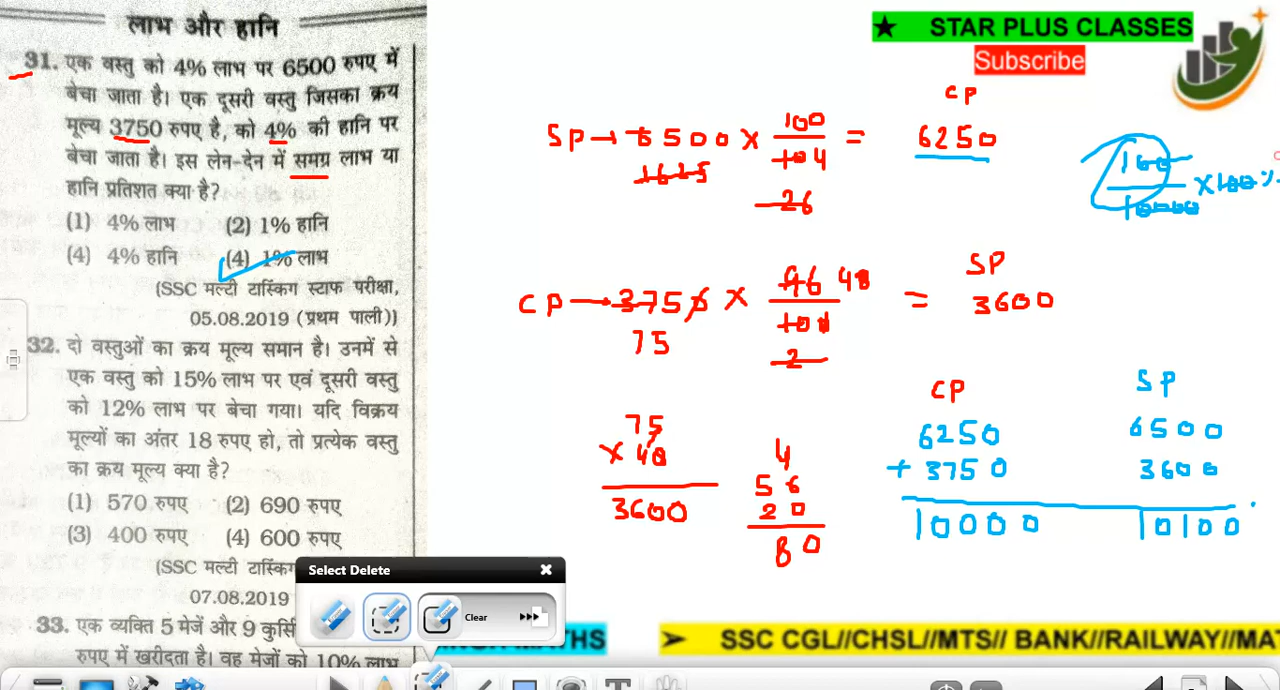 लाभ और हानि
31. एक वस्तु को 4% लाभ पर 6500 रुपए में
बेचा जाता है। एक दूसरी वस्तु जिसका क्रय
मूल्य 3750 रुपए है, को 4% की हानि पर
बेचा जाता है। इस लेन-देन में समग्र लाभ या
हानि प्रतिशत क्या है?
(1) 4% लाभ (2) 1% हानि
(4) 4% हानि (4) 1% लाभ
(SSC मल्टी टास्किंग स्टाफ परीक्षा,
05.08.2019 (प्रथम पाली)]
32. दो वस्तुओं का क्रय मूल्य समान है। उनमें से
एक वस्तु को 15% लाभ पर एवं दूसरी वस्तु
को 12% लाभ पर बेचा गया। यदि विक्रय
मूल्यों का अंतर 18 रुपए हो, तो प्रत्येक वस्तु
का क्रय मूल्य क्या है?
(1) 570 रुपए (2) 690 रुपए
(3) 400 रुपए (4) 600 रुपए
(SSC मल्टी टास्किंग
07.08.2019
33. एक व्यक्ति 5 मेजें और 9 कुर्सि
रुपए में खरीदता है। वह मेजों को 10% लाभ
★ STAR PLUS CLASSES
Subscribe
CP
SP → 6500 × 100
104
= 6250
1625
26
100
10000
×100%
SP
CP → 3750 × 96 48
100
= 3600
75
2
75
× 48
3600
4
56
20
80
CP SP
6250 6500
+ 3750 3600
10000 10100
Select Delete
Clear
MATHS
➤ SSC CGL//CHSL//MTS// BANK//RAILWAY//MA